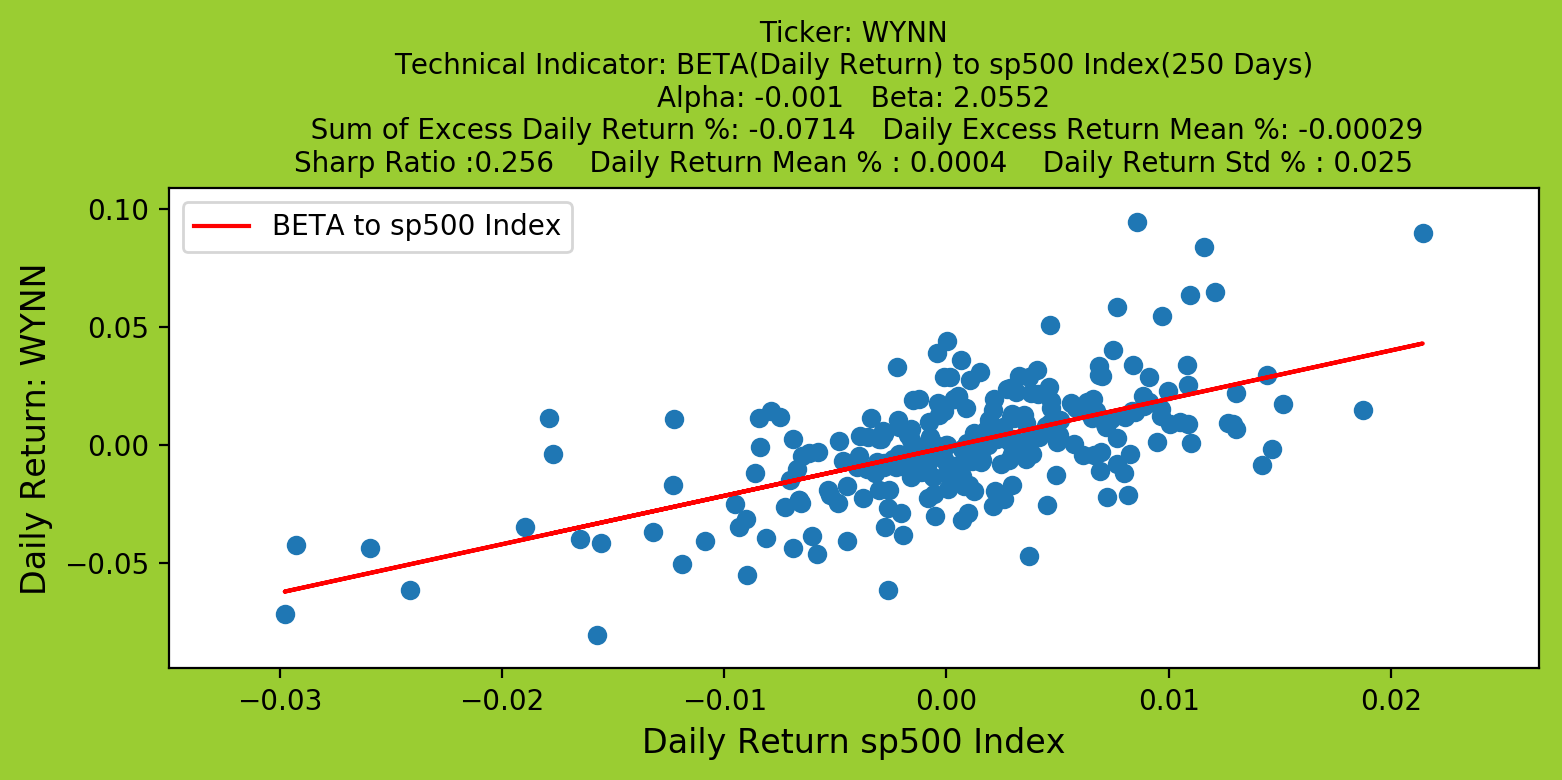 Ticker: WYNN
Technical Indicator: BETA(Daily Return) to sp500 Index(250 Days)
Alpha: -0.001   Beta: 2.0552
Sum of Excess Daily Return %: -0.0714   Daily Excess Return Mean %: -0.00029
Sharp Ratio :0.256    Daily Return Mean % : 0.0004    Daily Return Std % : 0.025
BETA to sp500 Index
Daily Return: WYNN
0.10
0.05
0.00
−0.05
−0.03 −0.02 −0.01 0.00 0.01 0.02
Daily Return sp500 Index